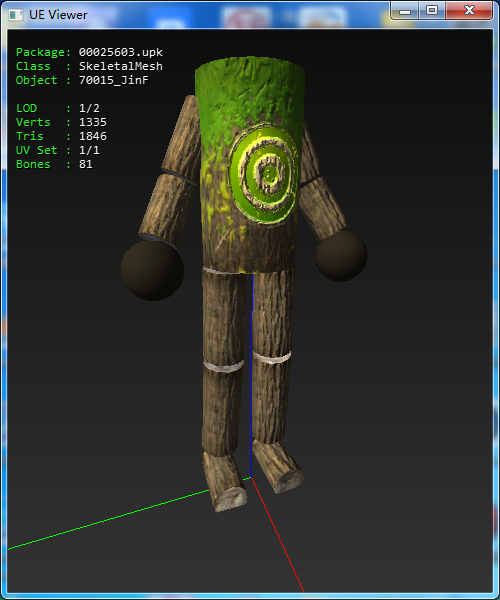 UE Viewer
Package: 00025603.upk
Class : SkeletalMesh
Object : 70015_JinF
LOD : 1/2
Verts : 1335
Tris : 1846
UV Set : 1/1
Bones : 81